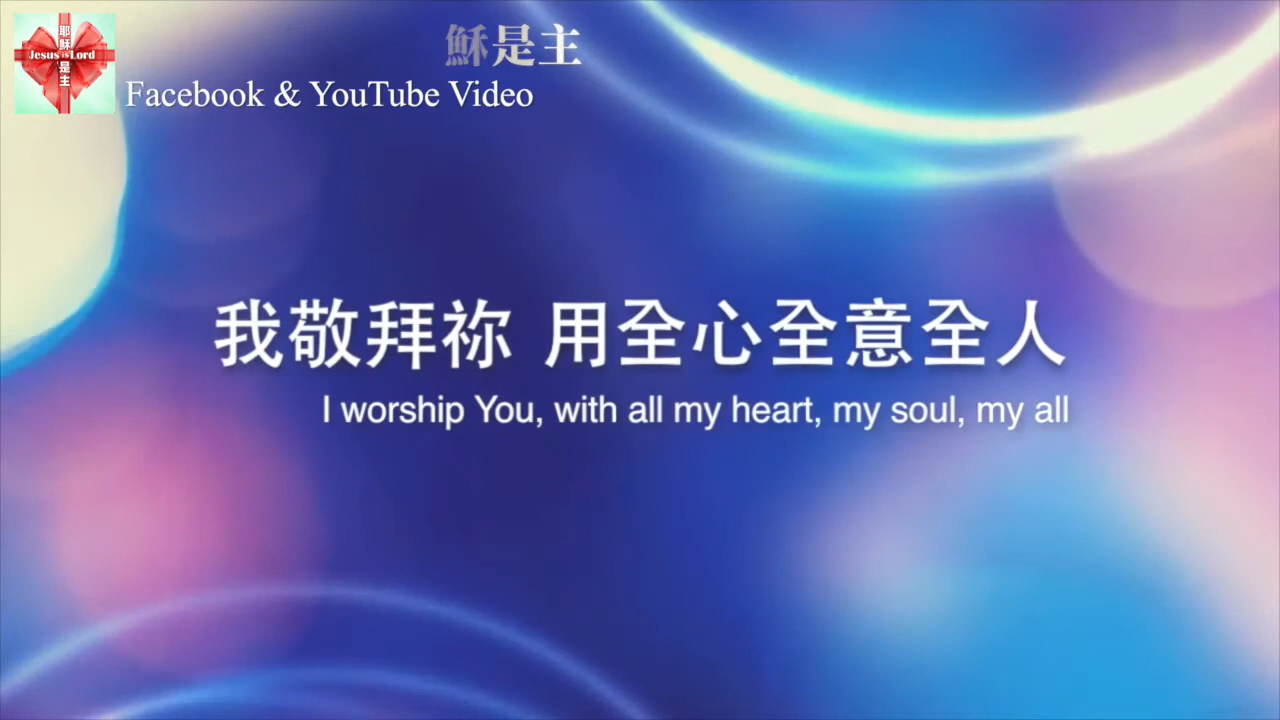 耶穌是主
Jesus is Lord
穌是主
Facebook & YouTube Video
我敬拜祢 用全心全意全人
I worship You, with all my heart, my soul, my all